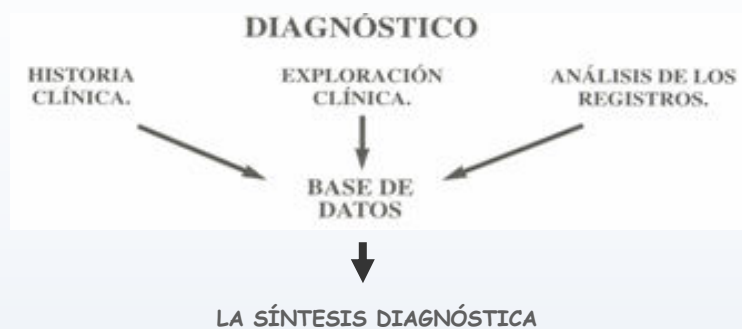 DIAGNÓSTICO
HISTORIA
CLÍNICA.
EXPLORACIÓN
CLÍNICA.
ANÁLISIS DE LOS
REGISTROS.
BASE DE
DATOS
LA SÍNTESIS DIAGNÓSTICA